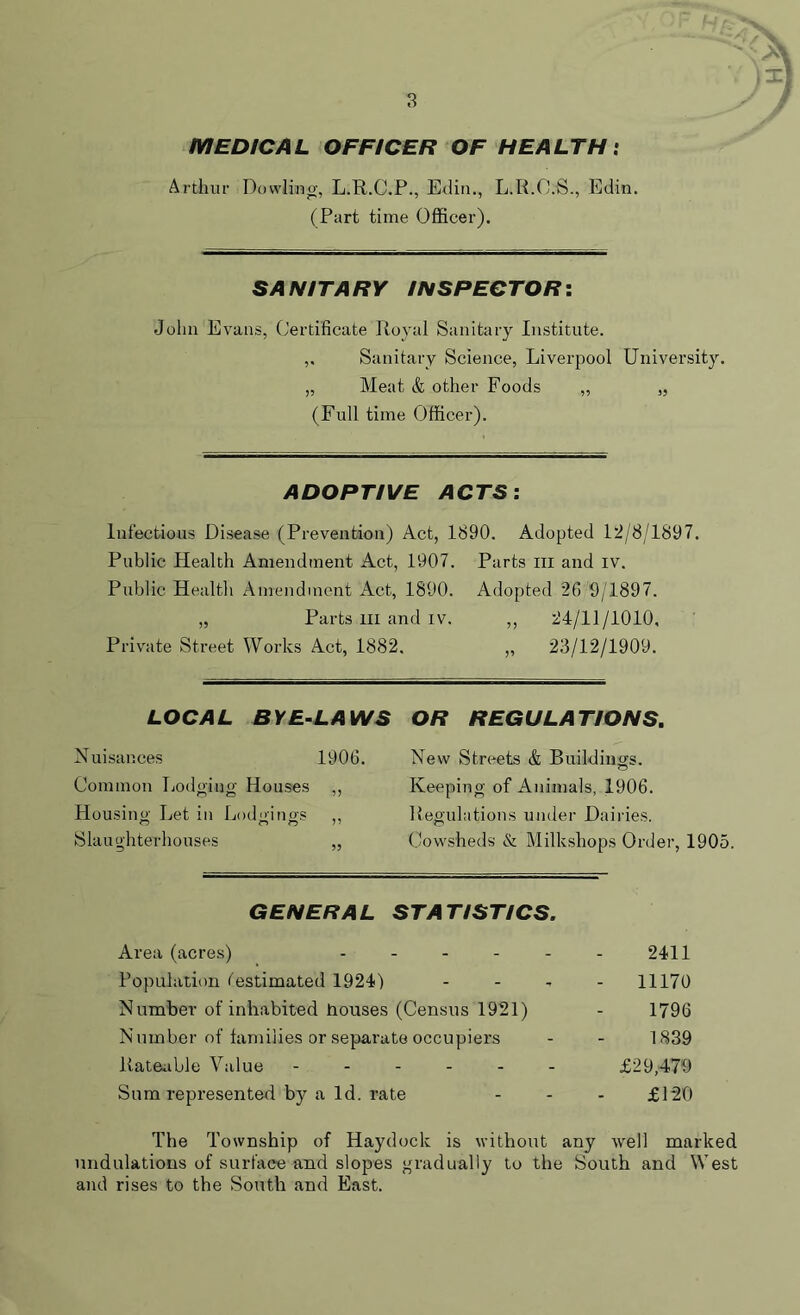 3
MEDICAL OFFICER OF HEALTH:
Arthur Dowling, L.R.C.P., Edin., L.R.C.S., Edin.
(Part time Officer).
SANITARY INSPECTOR:
John Evans, Certificate Royal Sanitary Institute.
,, Sanitary Science, Liverpool University.
„ Meat & other Foods „ „
(Full time Officer).
ADOPTIVE ACTS:
Infectious Disease (Prevention) Act, 1890. Adopted 12/8/1897.
Public Health Amendment Act, 1907. Parts III and IV.
Public Health Amendment Act, 1890. Adopted 26/9/1897.
„ Parts III and IV. ,, 24/11/1010,
Private Street Works Act, 1882. „ 23/12/1909.
LOCAL BYE-LAWS OR REGULATIONS.
Nuisances 1906. New Streets & Buildings.
Common Lodging Houses ,, Keeping of Animals, 1906.
Housing Let in Lodgings ,, Regulations under Dairies.
Slaughterhouses „ Cowsheds & Milkshops Order, 1905.
GENERAL STATISTICS.
Area (acres) - - - - - - 2411
Population (estimated 1924) - - - - 11170
Number of inhabited houses (Census 1921) - 1796
Number of families or separate occupiers - - 1839
Rateable Value - - - - - - £29,479
Sum represented by a 1d. rate - - - £120
The Township of Haydock is without any well marked
undulations of surface and slopes gradually to the South and West
and rises to the South and East.